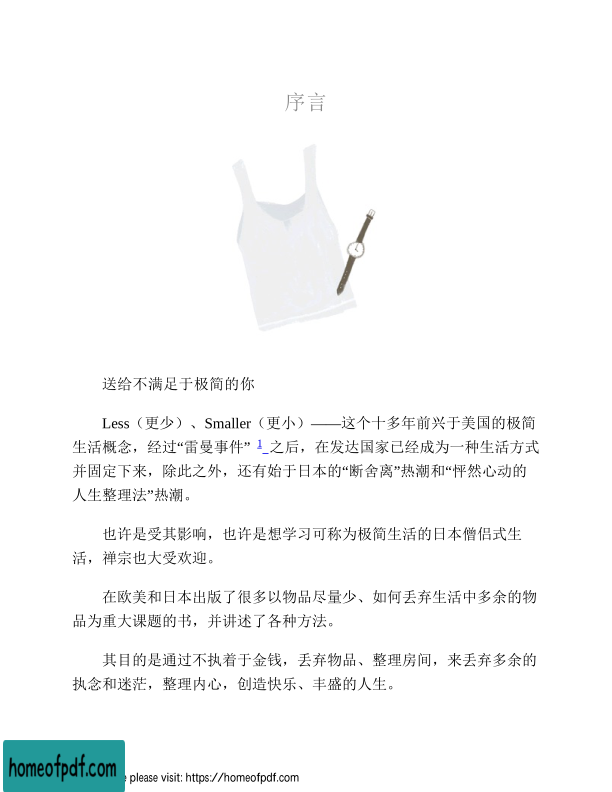 序言
送给不满足于极简的你
Less（更少）、Smaller（更小）——这个十多年前兴于美国的极简
生活概念，经过“雷曼事件” 1 之后，在发达国家已经成为一种生活方式
并固定下来，除此之外，还有始于日本的“断舍离”热潮和“怦然心动的
人生整理法”热潮。
也许是受其影响，也许是想学习可称为极简生活的日本僧侣式生
活，禅宗也大受欢迎。
在欧美和日本出版了很多以物品尽量少、如何丢弃生活中多余的物
品为重大课题的书，并讲述了各种方法。
其目的是通过不执着于金钱，丢弃物品、整理房间，来丢弃多余的
执念和迷茫，整理内心，创造快乐、丰盛的人生。
homeofpdf.com
e please visit: https://homeofpdf.com